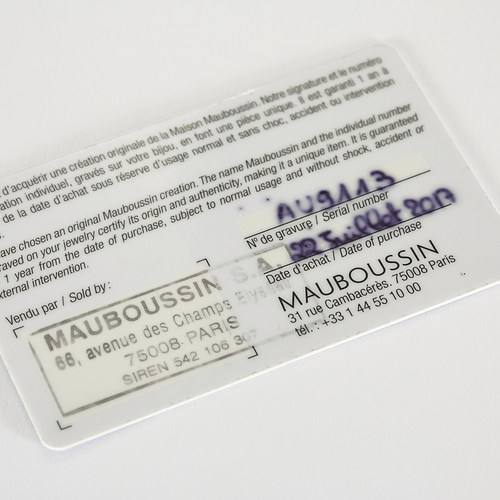 d'acquérir une création originale de la Maison Mauboussin. Notre signature et le numéro
ation individuel, gravés sur votre bijou, en font une pièce unique. Il est garanti 1 an à
de la date d'achat sous réserve d'usage normal et sans choc, accident ou intervention
ave chosen an original Mauboussin creation. The name Mauboussin and the individual number
raved on your jewelry certify its origin and authenticity, making it a unique item. It is guaranteed
1 year from the date of purchase, subject to normal usage and without shock, accident or
xternal intervention.
AU9113
N° de gravure / Serial number
22 Juillet 2017
Date d'achat / Date of purchase
Vendu par / Sold by :
MAUBOUSSIN S.A.
66, avenue des Champs Elysé
75008 PARIS
SIREN 542 106 307
MAUBOUSSIN
31 rue Cambacérès. 75008 Paris
tél. : +33 1 44 55 10 00